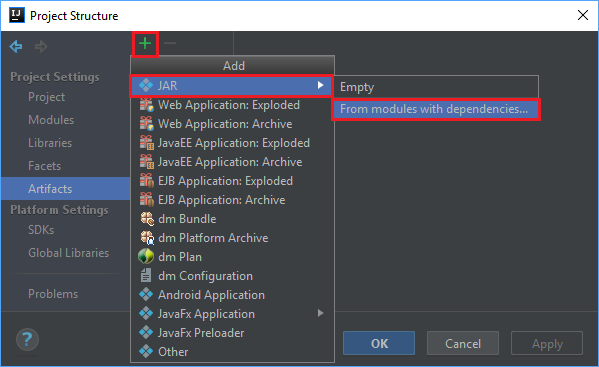 IJ Project Structure
Project Settings
Project
Modules
Libraries
Facets
Artifacts
Platform Settings
SDKs
Global Libraries
Problems
Add
JAR
Web Application: Exploded
Web Application: Archive
JavaEE Application: Exploded
JavaEE Application: Archive
EJB Application: Exploded
EJB Application: Archive
dm Bundle
dm Platform Archive
dm Plan
dm Configuration
Android Application
JavaFx Application
JavaFx Preloader
Other
Empty
From modules with dependencies...
?
OK
Cancel
Apply